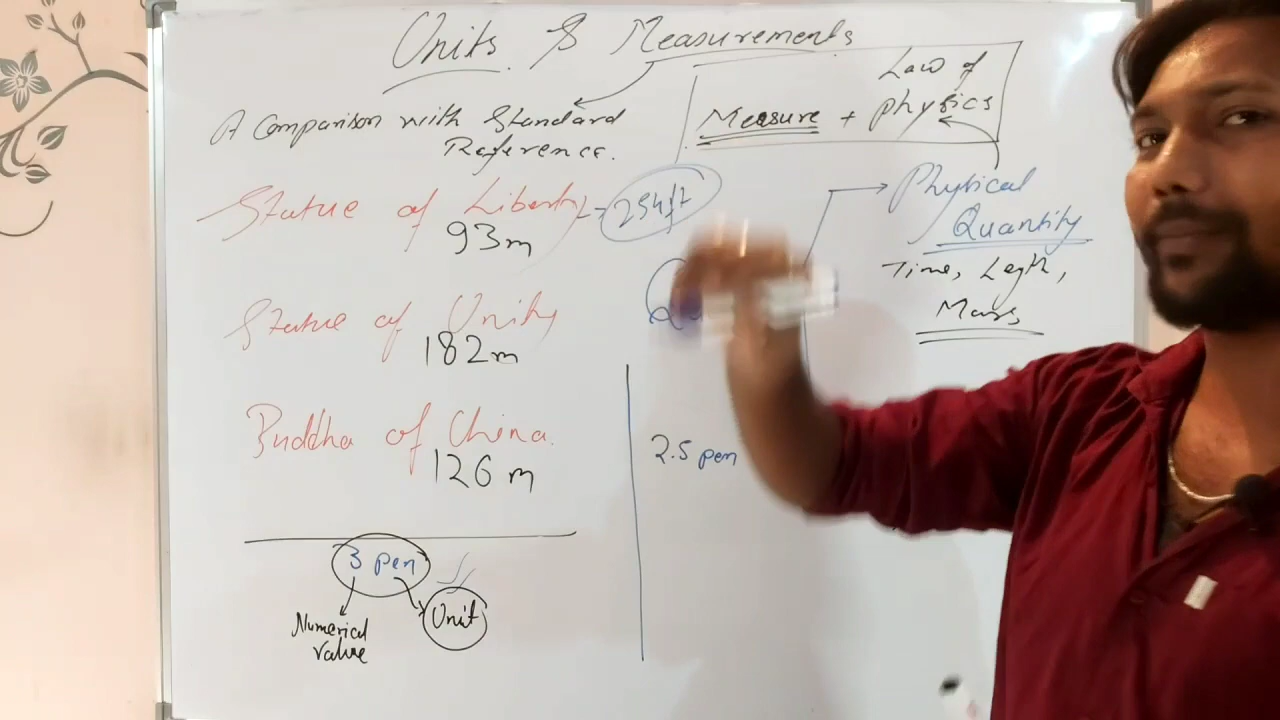 Units & Measurements
A Comparison with Standard
Reference.
Law of
Measure + physics
Statue of Liberty - 254ft
93m
Physical
Quantity
Time, Legth,
Mass
Statue of Unity
182m
Buddha of China.
126 m
2.5 pen
3 pen
Numerical
value
Unit